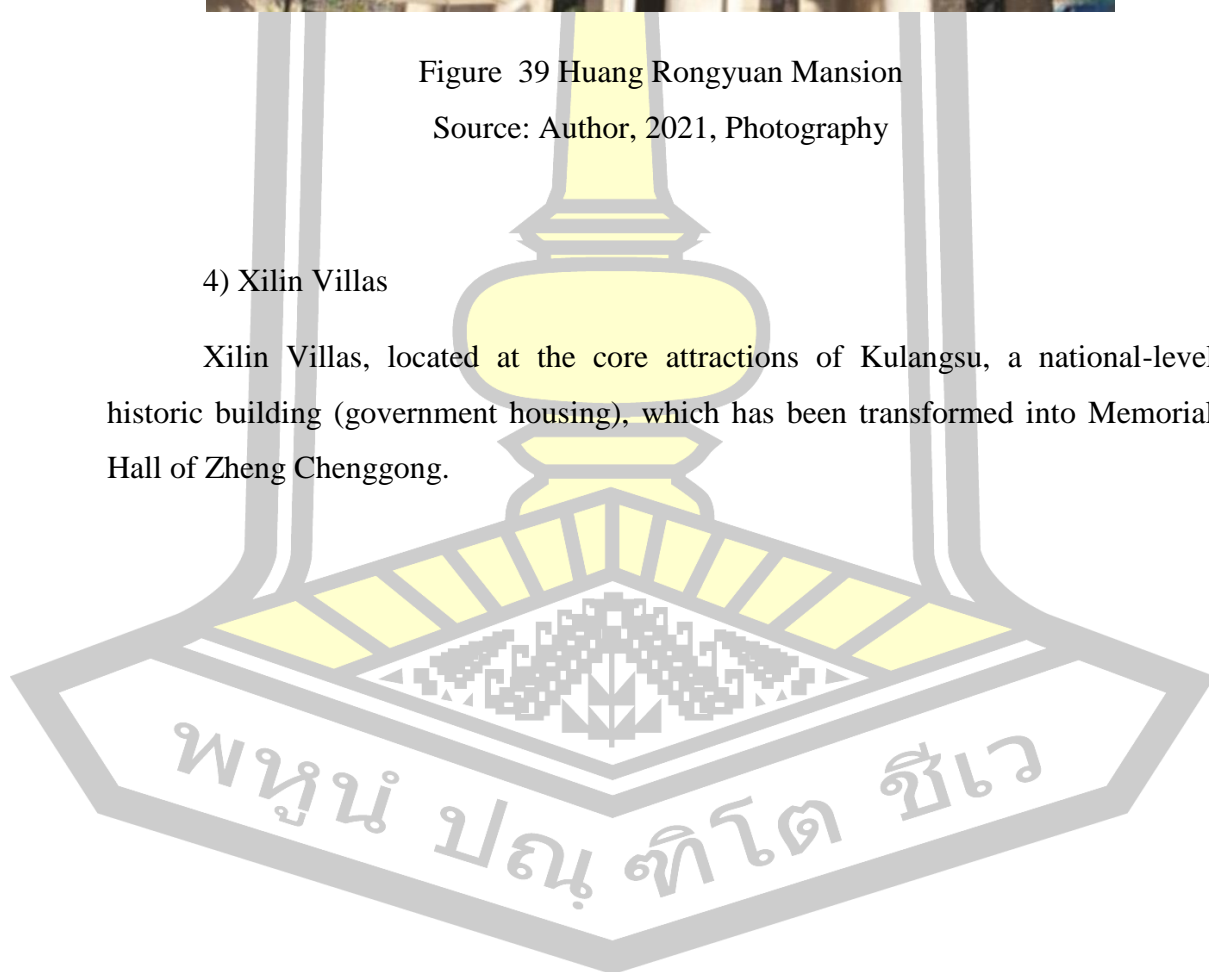 Figure 39 Huang Rongyuan Mansion
Source: Author, 2021, Photography
4) Xilin Villas
Xilin Villas, located at the core attractions of Kulangsu, a national-level
historic building (government housing), which has been transformed into Memorial
Hall of Zheng Chenggong.
พหูนํ ปณฺฑิโต ชีเว